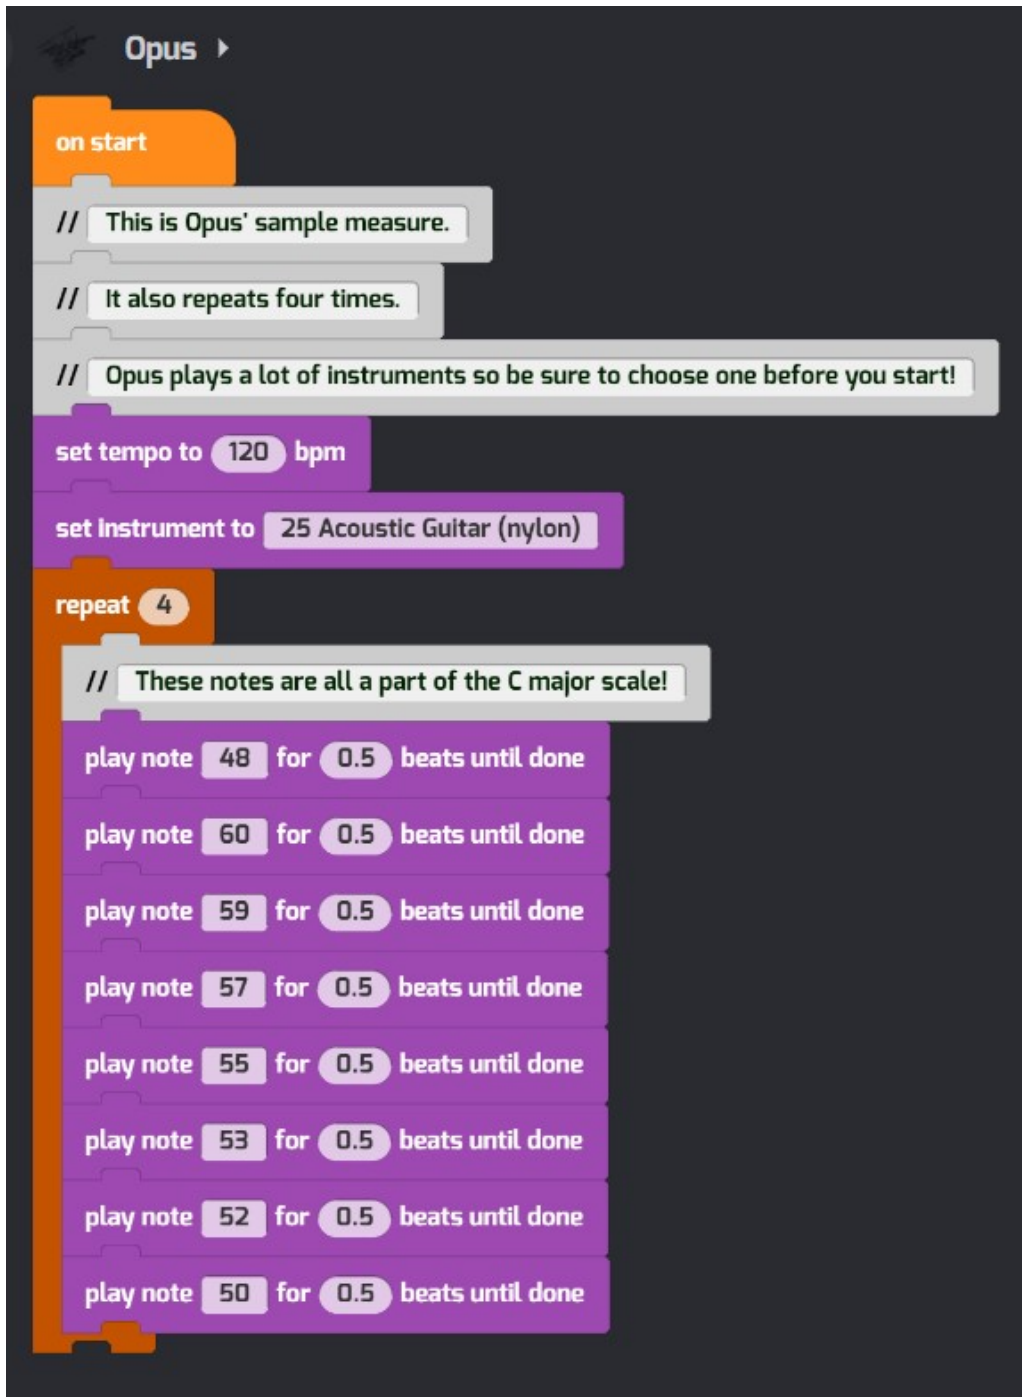 Opus
on start
// This is Opus' sample measure.
// It also repeats four times.
// Opus plays a lot of instruments so be sure to choose one before you start!
set tempo to 120 bpm
set instrument to 25 Acoustic Guitar (nylon)
repeat 4
// These notes are all a part of the C major scale!
play note 48 for 0.5 beats until done
play note 60 for 0.5 beats until done
play note 59 for 0.5 beats until done
play note 57 for 0.5 beats until done
play note 55 for 0.5 beats until done
play note 53 for 0.5 beats until done
play note 52 for 0.5 beats until done
play note 50 for 0.5 beats until done